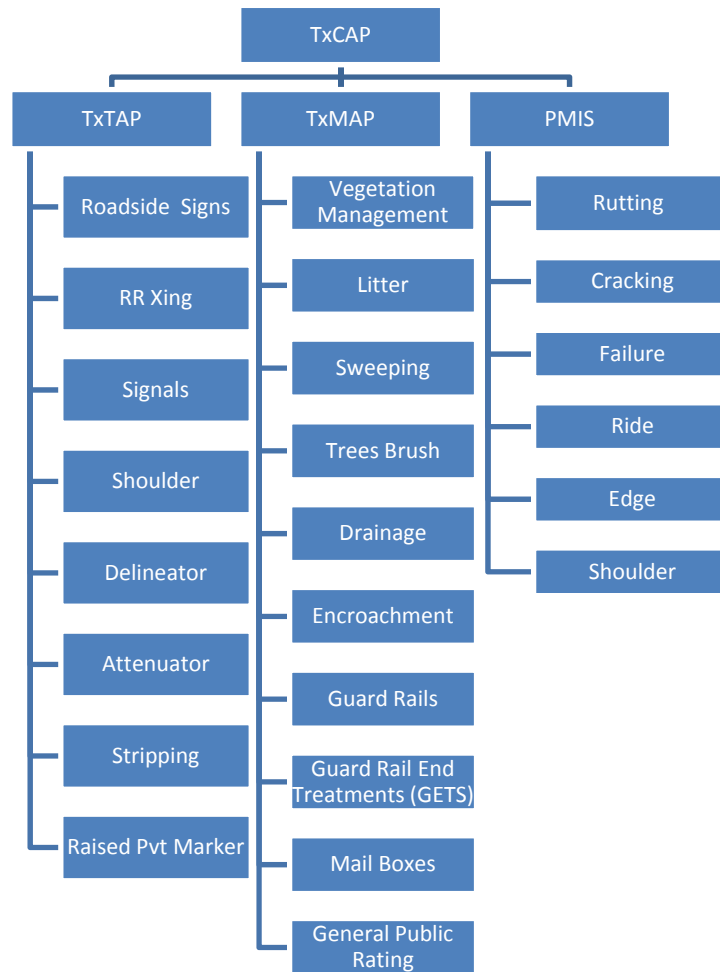 TxCAP
TxTAP
TxMAP
PMIS
Roadside Signs
RR Xing
Signals
Shoulder
Delineator
Attenuator
Stripping
Raised Pvt Marker
Vegetation
Management
Litter
Sweeping
Trees Brush
Drainage
Encroachment
Guard Rails
Guard Rail End
Treatments (GETS)
Mail Boxes
General Public
Rating
Rutting
Cracking
Failure
Ride
Edge
Shoulder